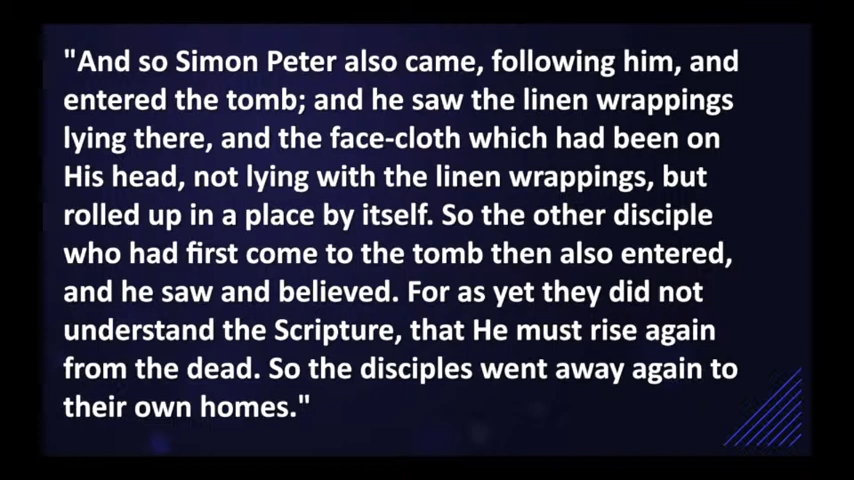 "And so Simon Peter also came, following him, and
entered the tomb; and he saw the linen wrappings
lying there, and the face-cloth which had been on
His head, not lying with the linen wrappings, but
rolled up in a place by itself. So the other disciple
who had first come to the tomb then also entered,
and he saw and believed. For as yet they did not
understand the Scripture, that He must rise again
from the dead. So the disciples went away again to
their own homes."